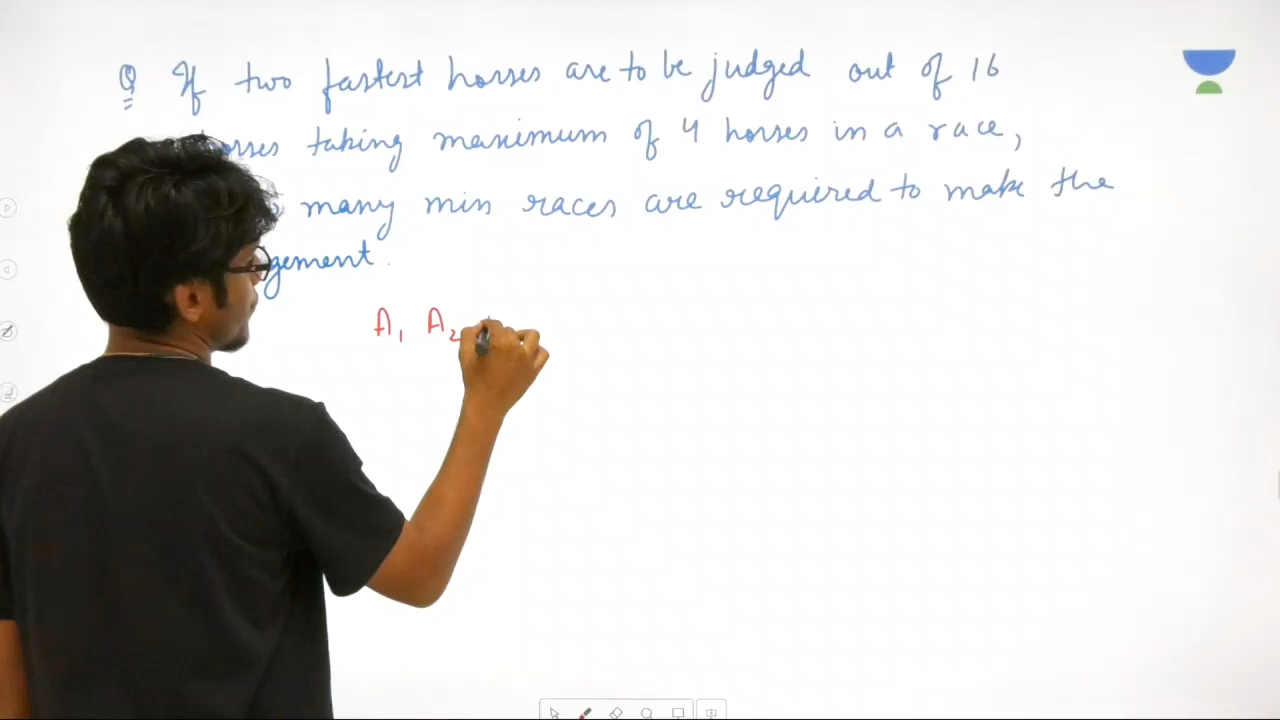 Q If two fastest horses are to be judged out of 16
taking maximum of 4 horses in a race,
many min races are required to make the
gement.
A1 A2